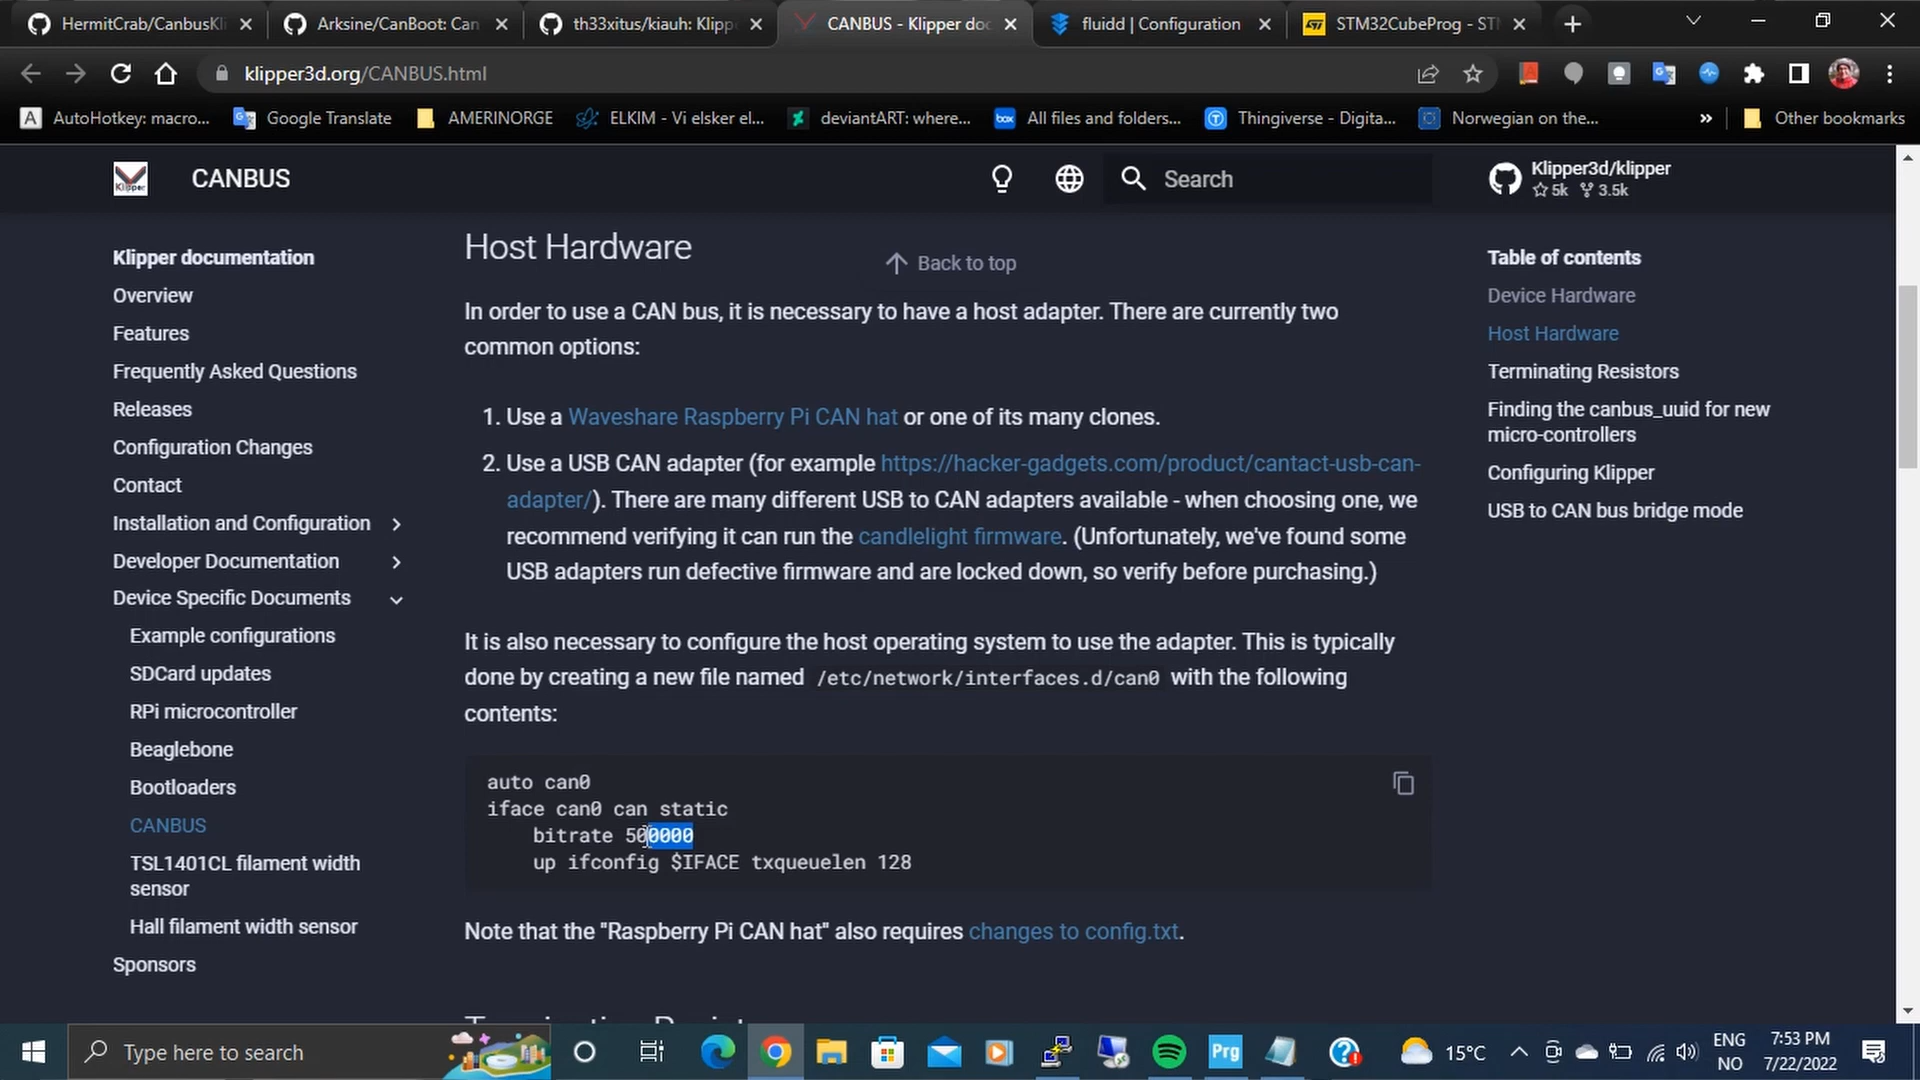 HermitCrab/CanbusKli
Arksine/CanBoot: Can
th33xitus/kiauh: Klippe
CANBUS - Klipper doc
fluidd | Configuration
STM32CubeProg - STM
klipper3d.org/CANBUS.html
AutoHotkey: macro...
Google Translate
AMERINORGE
ELKIM - Vi elsker el...
deviantART: where...
All files and folders...
Thingiverse - Digita...
Norwegian on the...
»
Other bookmarks
Klipper
CANBUS
Search
Klipper3d/klipper
5k 3.5k
Klipper documentation
Overview
Features
Frequently Asked Questions
Releases
Configuration Changes
Contact
Installation and Configuration
Developer Documentation
Device Specific Documents
Example configurations
SDCard updates
RPi microcontroller
Beaglebone
Bootloaders
CANBUS
TSL1401CL filament width
sensor
Hall filament width sensor
Sponsors
Host Hardware
Back to top
In order to use a CAN bus, it is necessary to have a host adapter. There are currently two
common options:
1. Use a Waveshare Raspberry Pi CAN hat or one of its many clones.
2. Use a USB CAN adapter (for example https://hacker-gadgets.com/product/cantact-usb-can-
adapter/). There are many different USB to CAN adapters available - when choosing one, we
recommend verifying it can run the candlelight firmware. (Unfortunately, we've found some
USB adapters run defective firmware and are locked down, so verify before purchasing.)
It is also necessary to configure the host operating system to use the adapter. This is typically
done by creating a new file named /etc/network/interfaces.d/can0 with the following
contents:
auto can0
iface can0 can static
bitrate 500000
up ifconfig $IFACE txqueuelen 128
Note that the "Raspberry Pi CAN hat" also requires changes to config.txt.
Table of contents
Device Hardware
Host Hardware
Terminating Resistors
Finding the canbus_uuid for new
micro-controllers
Configuring Klipper
USB to CAN bus bridge mode
Type here to search
box
Prg
15°C
ENG
NO
7:53 PM
7/22/2022